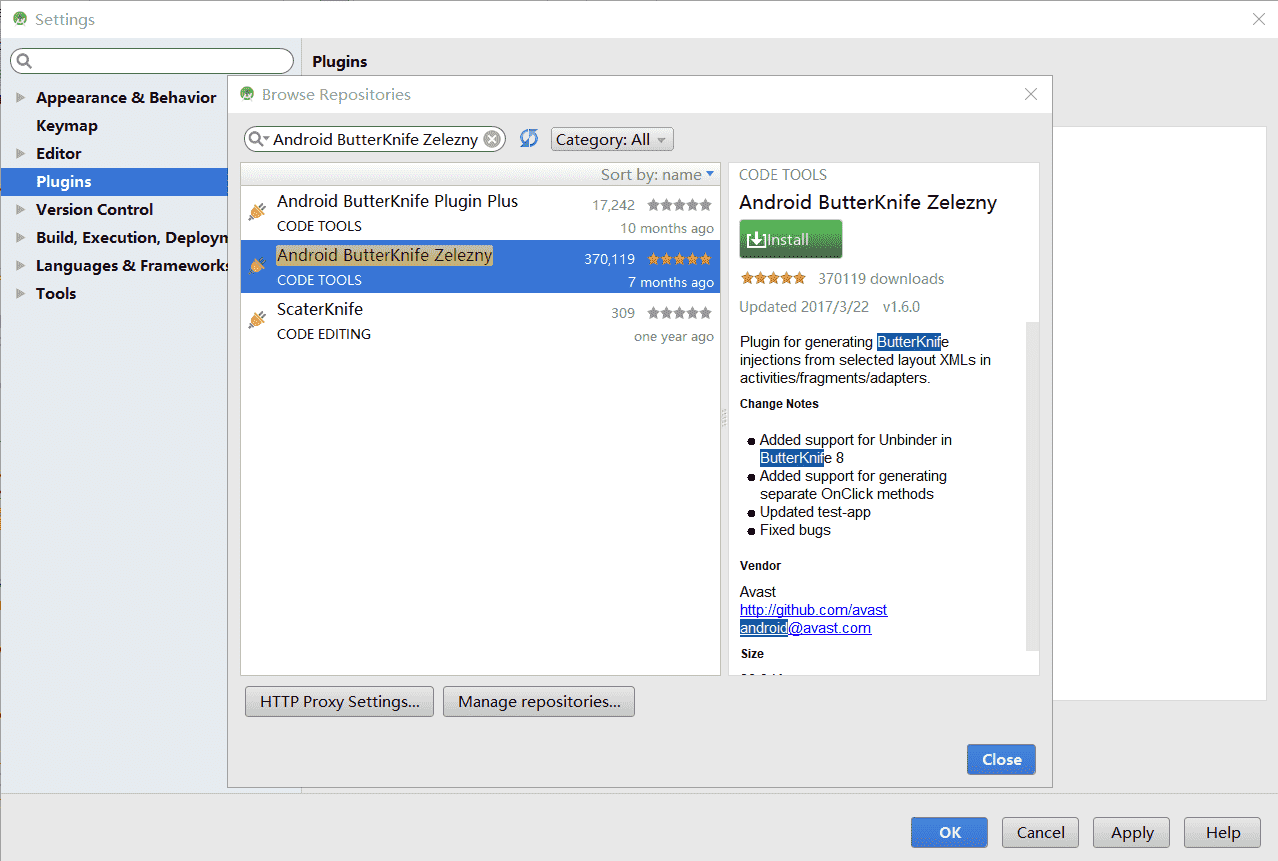 Settings
Plugins
Appearance & Behavior
Keymap
Editor
Plugins
Version Control
Build, Execution, Deployn
Languages & Frameworks
Tools
Browse Repositories
Android ButterKnife Zelezny
Category: All
Sort by: name
Android ButterKnife Plugin Plus
17,242
CODE TOOLS
10 months ago
Android ButterKnife Zelezny
370,119
CODE TOOLS
7 months ago
ScaterKnife
309
CODE EDITING
one year ago
CODE TOOLS
Android ButterKnife Zelezny
Install
370119 downloads
Updated 2017/3/22 v1.6.0
Plugin for generating ButterKnife
injections from selected layout XMLs in
activities/fragments/adapters.
Change Notes
Added support for Unbinder in
ButterKnife 8
Added support for generating
separate OnClick methods
Updated test-app
Fixed bugs
Vendor
Avast
http://github.com/avast
android@avast.com
Size
HTTP Proxy Settings...
Manage repositories...
Close
OK
Cancel
Apply
Help